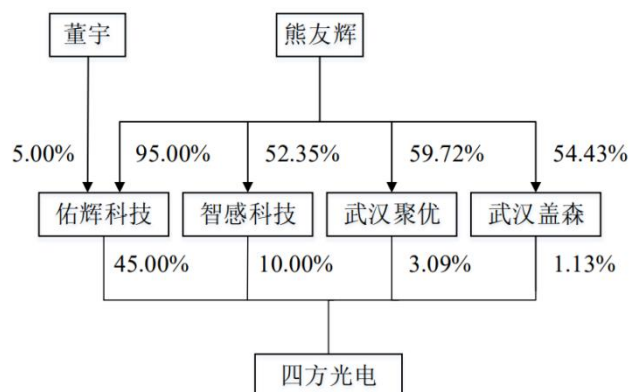 董宇
熊友辉
5.00%
95.00%
52.35%
59.72%
54.43%
佑辉科技
智感科技
武汉聚优
武汉盖森
45.00%
10.00%
3.09%
1.13%
四方光电